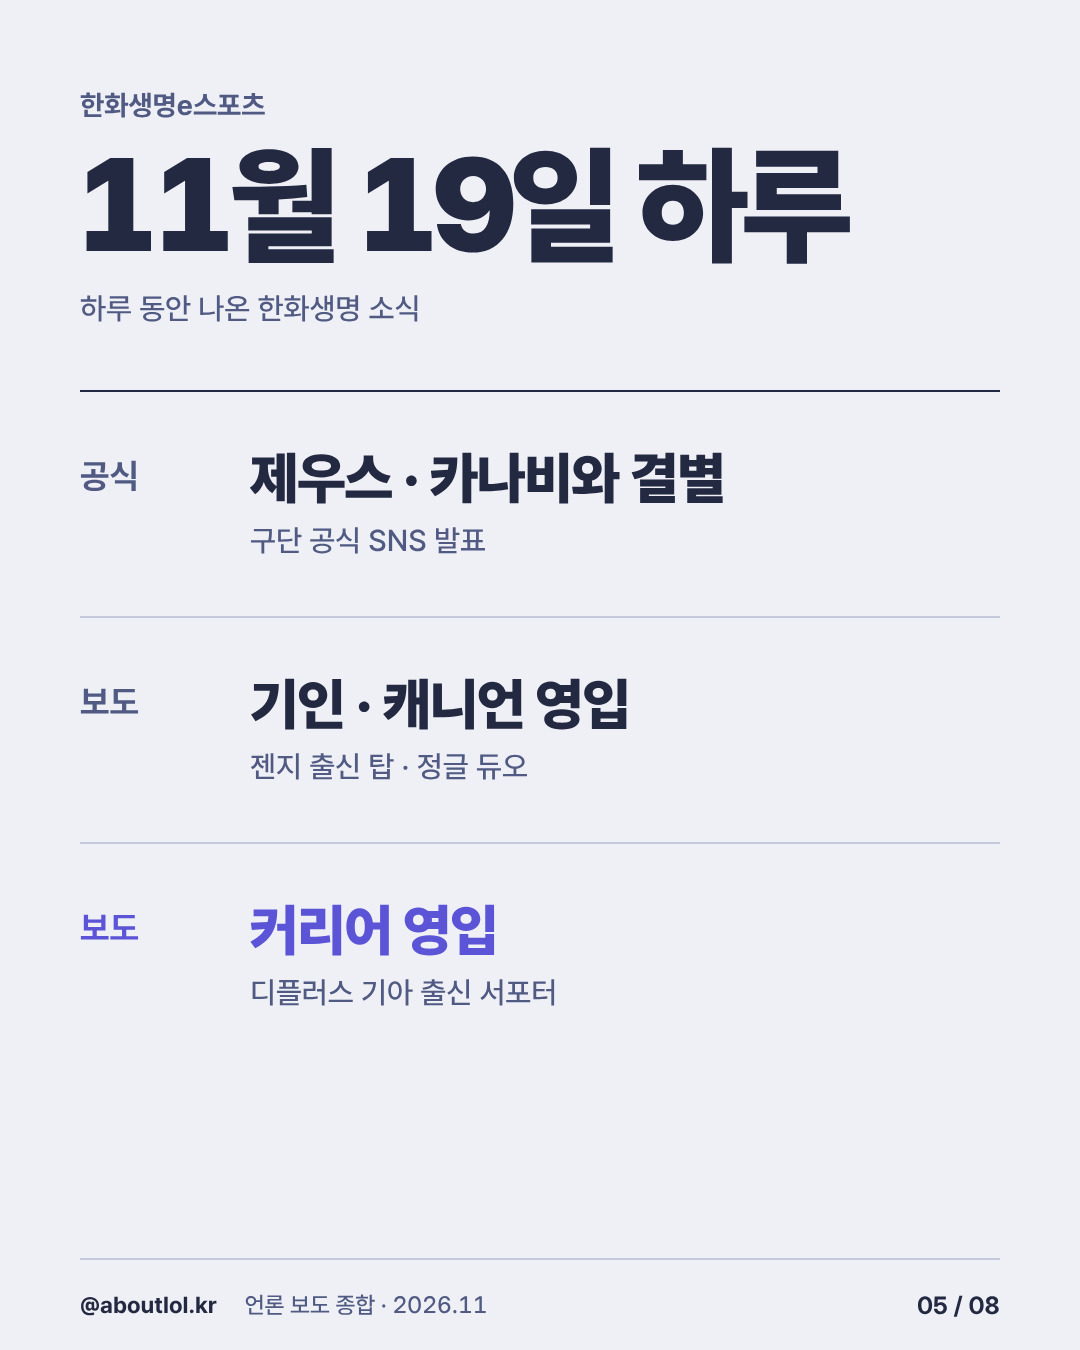 한화생명e스포츠
11월 19일 하루
하루 동안 나온 한화생명 소식
공식
제우스 · 카나비와 결별
구단 공식 SNS 발표
보도
기인 · 캐니언 영입
젠지 출신 탑 · 정글 듀오
보도
커리어 영입
디플러스 기아 출신 서포터
@aboutlol.kr 언론 보도 종합 · 2026.11 05 / 08